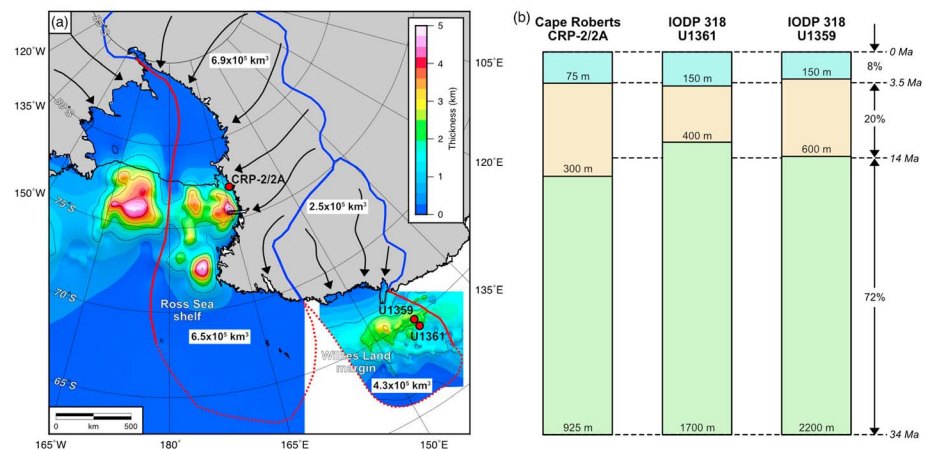 (a)
85°S
120°W
135°W
80°S
150°W
75°S
70°S
65°S
165°W
180°
165°E
150°E
135°E
120°E
105°E
6.9x10⁵ km³
2.5x10⁵ km³
CRP-2/2A
Ross Sea
shelf
6.5x10⁵ km³
U1359
U1361
Wilkes Land
margin
4.3x10⁵ km³
Thickness (km)
5
4
3
2
1
0
0 km 500
(b)
Cape Roberts
CRP-2/2A
IODP 318
U1361
IODP 318
U1359
75 m
150 m
150 m
300 m
400 m
600 m
925 m
1700 m
2200 m
0 Ma
8%
3.5 Ma
20%
14 Ma
72%
34 Ma